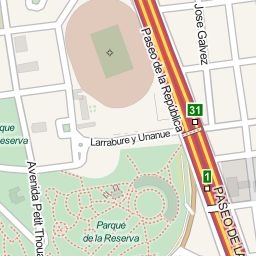 Jose Galvez
Paseo de la República
31
Larrabure y Unanue
Parque
de la Reserva
Avenida Petit Thoua
1
PASEO DE LA
Parque
de la Reserva